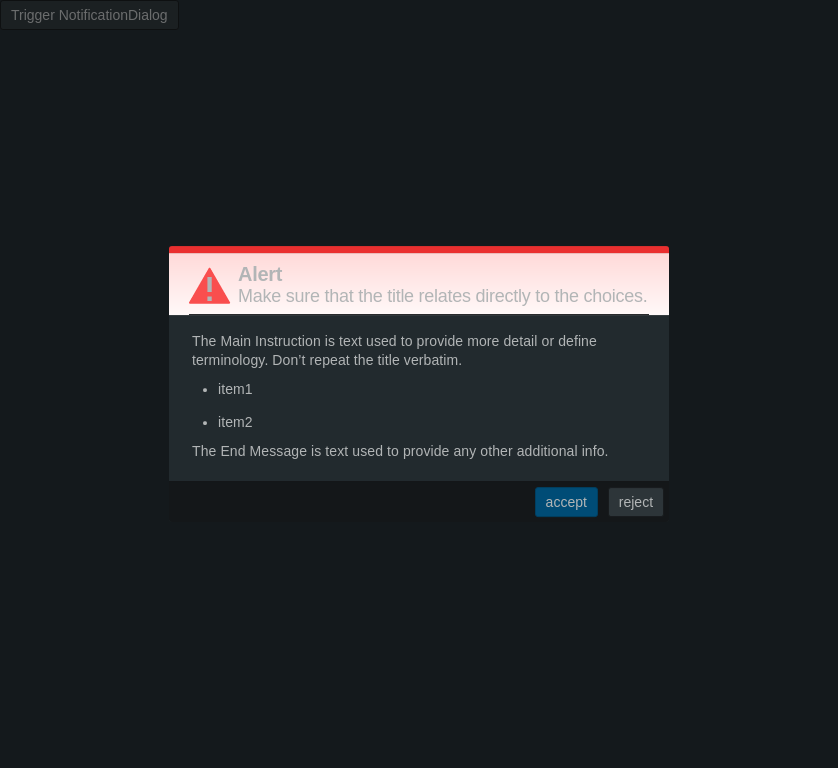 Trigger NotificationDialog
Alert
Make sure that the title relates directly to the choices.
The Main Instruction is text used to provide more detail or define
terminology. Don’t repeat the title verbatim.
• item1
• item2
The End Message is text used to provide any other additional info.
accept reject